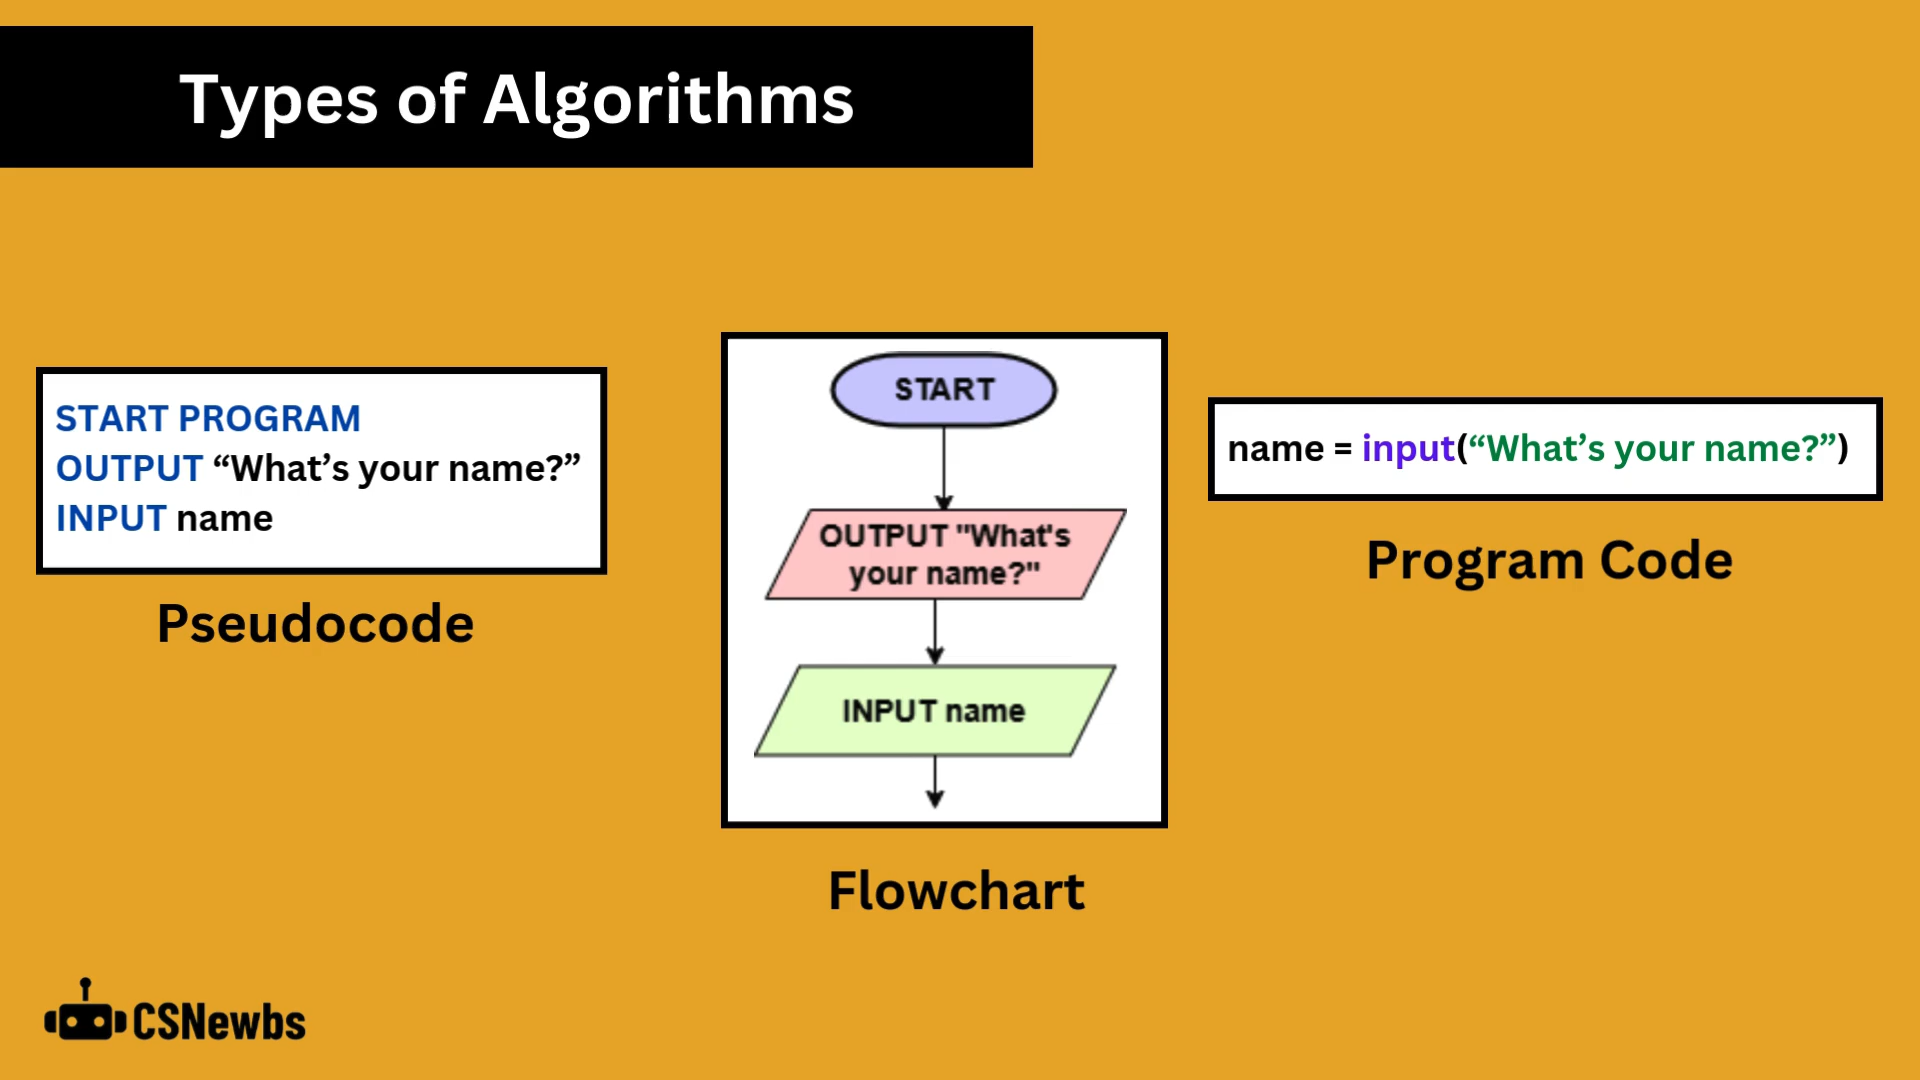 Types of Algorithms
START PROGRAM
OUTPUT “What’s your name?”
INPUT name
Pseudocode
START
OUTPUT "What's
your name?"
INPUT name
Flowchart
name = input(“What’s your name?”)
Program Code
CSNewbs